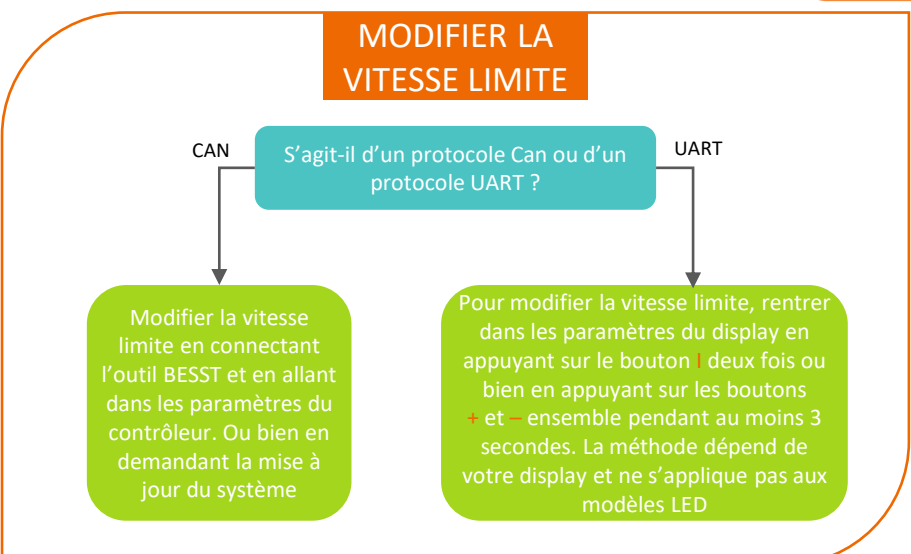 MODIFIER LA
VITESSE LIMITE
CAN
S’agit-il d’un protocole Can ou d’un
protocole UART ?
UART
Modifier la vitesse
limite en connectant
l’outil BESST et en allant
dans les paramètres du
contrôleur. Ou bien en
demandant la mise à
jour du système
Pour modifier la vitesse limite, rentrer
dans les paramètres du display en
appuyant sur le bouton I deux fois ou
bien en appuyant sur les boutons
+ et – ensemble pendant au moins 3
secondes. La méthode dépend de
votre display et ne s’applique pas aux
modèles LED